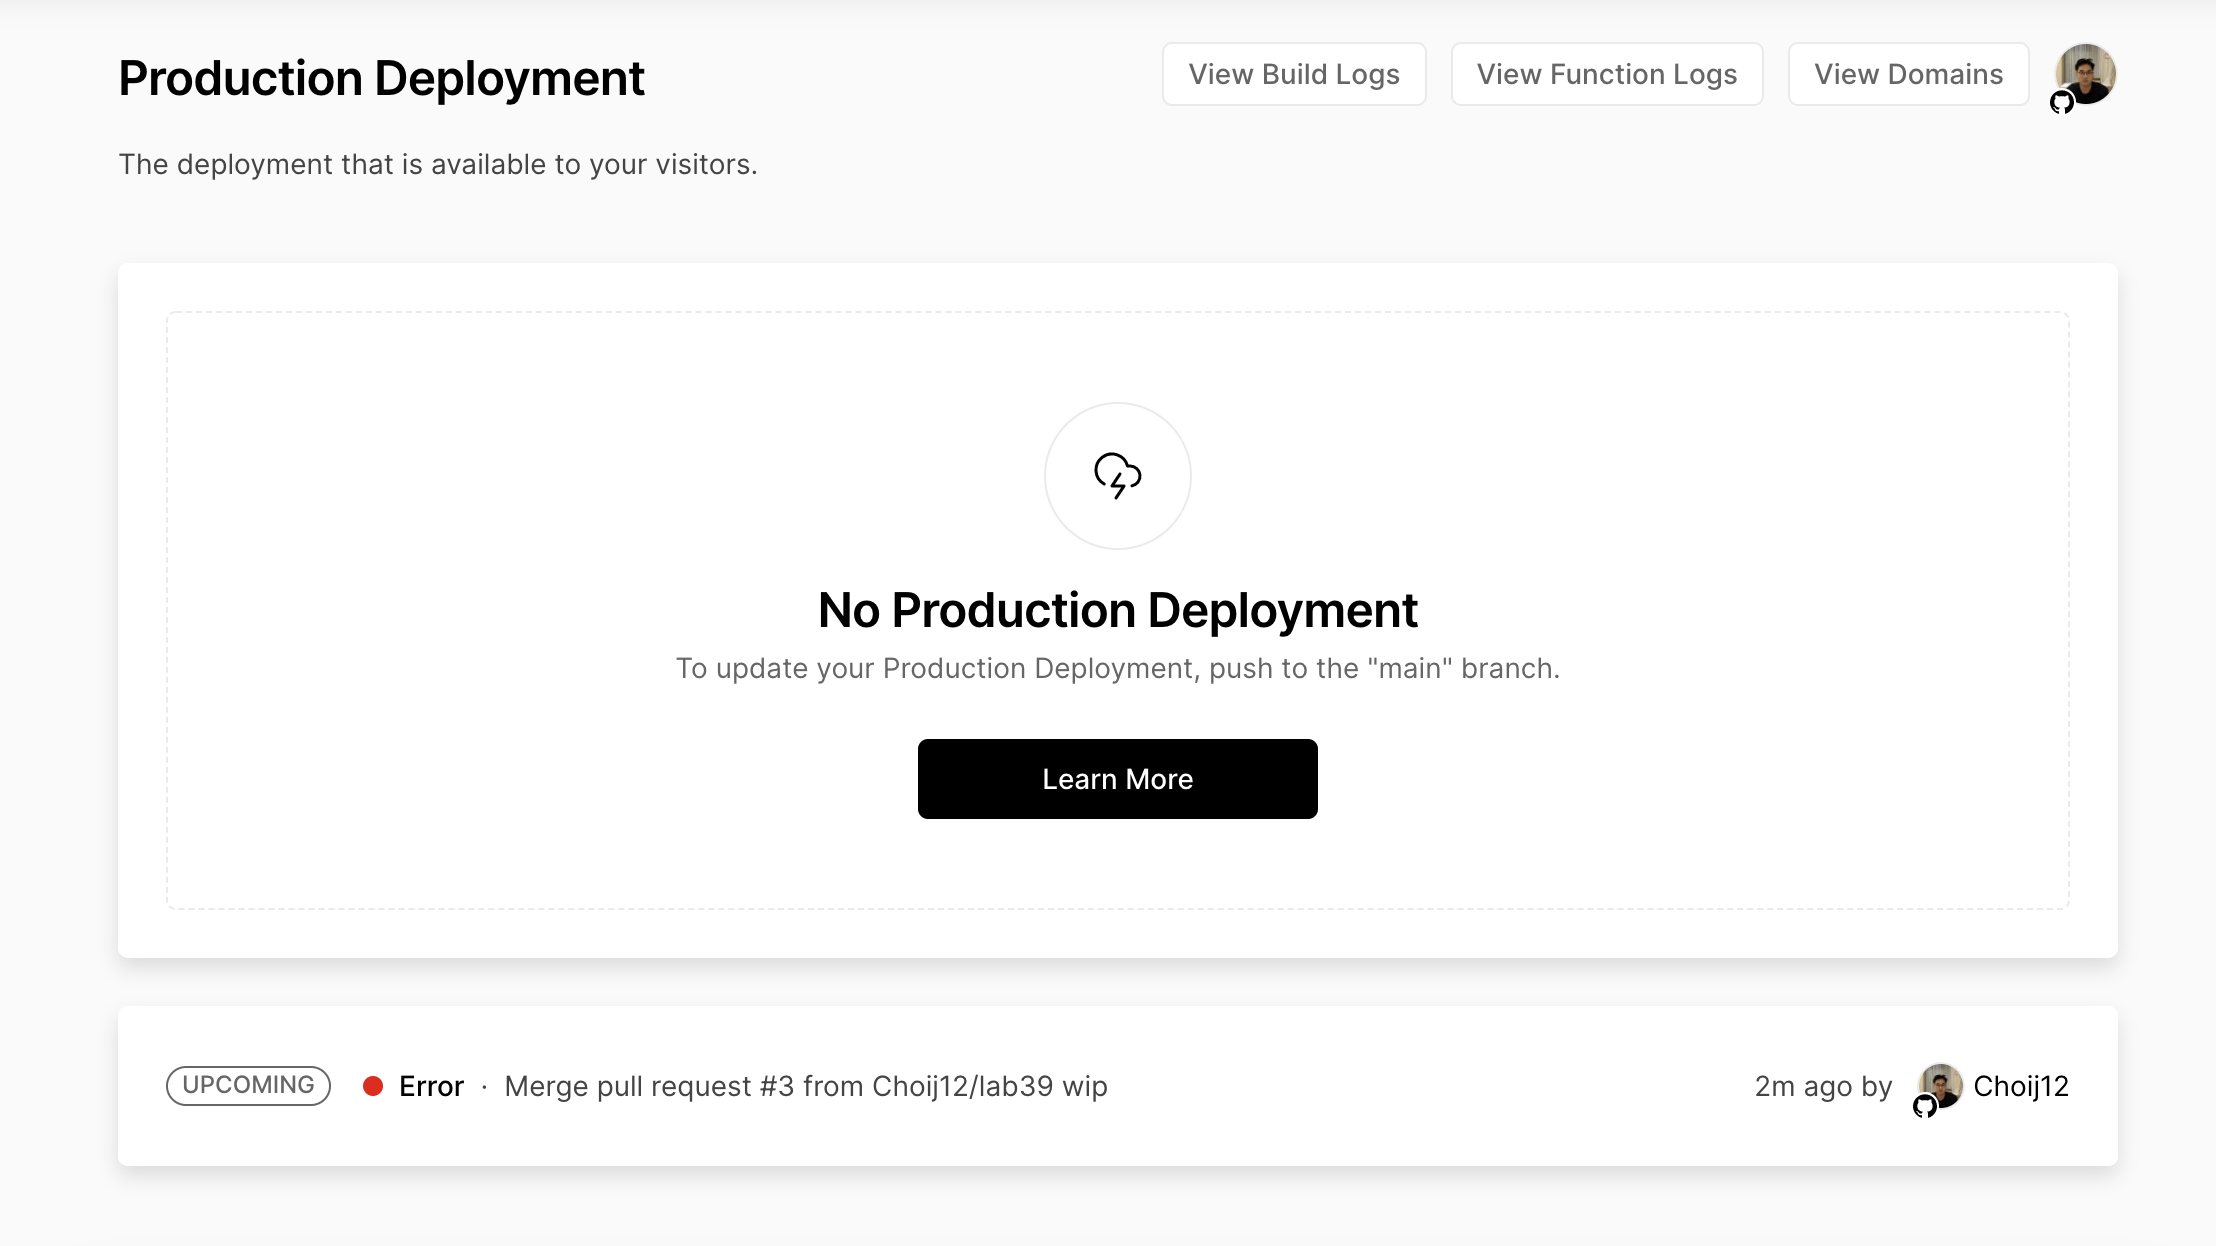 Production Deployment
View Build Logs
View Function Logs
View Domains
The deployment that is available to your visitors.
No Production Deployment
To update your Production Deployment, push to the "main" branch.
Learn More
UPCOMING Error · Merge pull request #3 from Choij12/lab39 wip 2m ago by Choij12